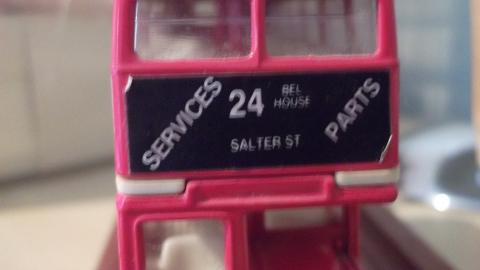 SERVICES
24
BEL
HOUSE
SALTER ST
PARTS